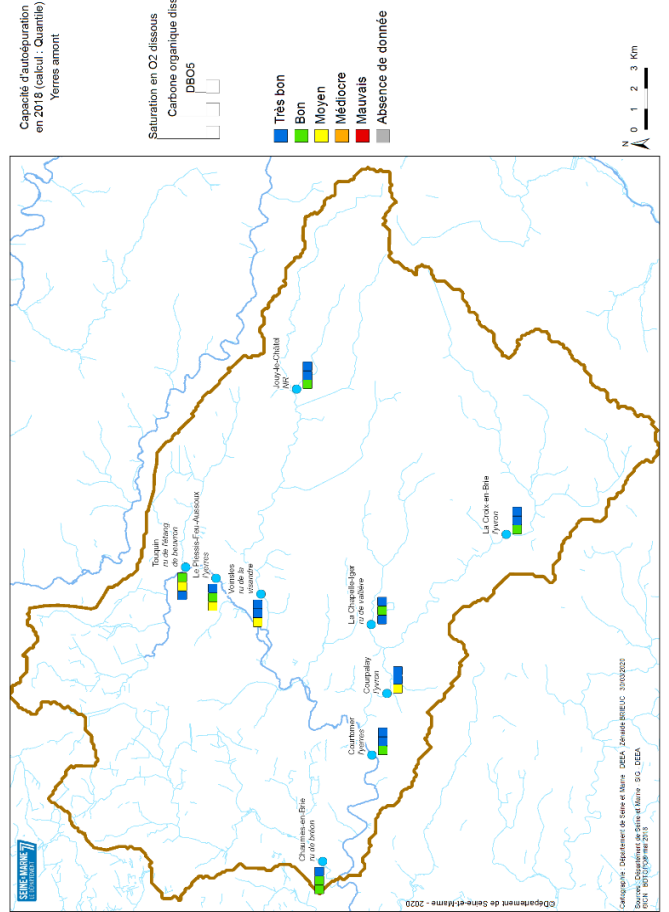 Capacité d'autoépuration
en 2018 (calcul : Quantile)
Yerres amont
Saturation en O2 dissous
Carbone organique diss
DBO5
Très bon
Bon
Moyen
Médiocre
Mauvais
Absence de donnée
N
0 1 2 3 Km
SEINE-MARNE 77
LE DÉPARTEMENT
Touquin
ru de l'étang
de beuvron
Le Plessis-Feu-Aussoux
l'yerres
Voinsles
ru de la
visandre
Jouy-le-Châtel
NR
La Chapelle-Iger
ru de vallière
La Croix-en-Brie
l'yvron
Courpalay
l'yvron
Courtomer
l'yerres
Chaumes-en-Brie
ru de bréon
©Département de Seine-et-Marne - 2020
Cartographie : Département de Seine et Marne DEEA Zénaïde BRIEUC 30/03/2020
Sources : Département de Seine et Marne SIG DEEA